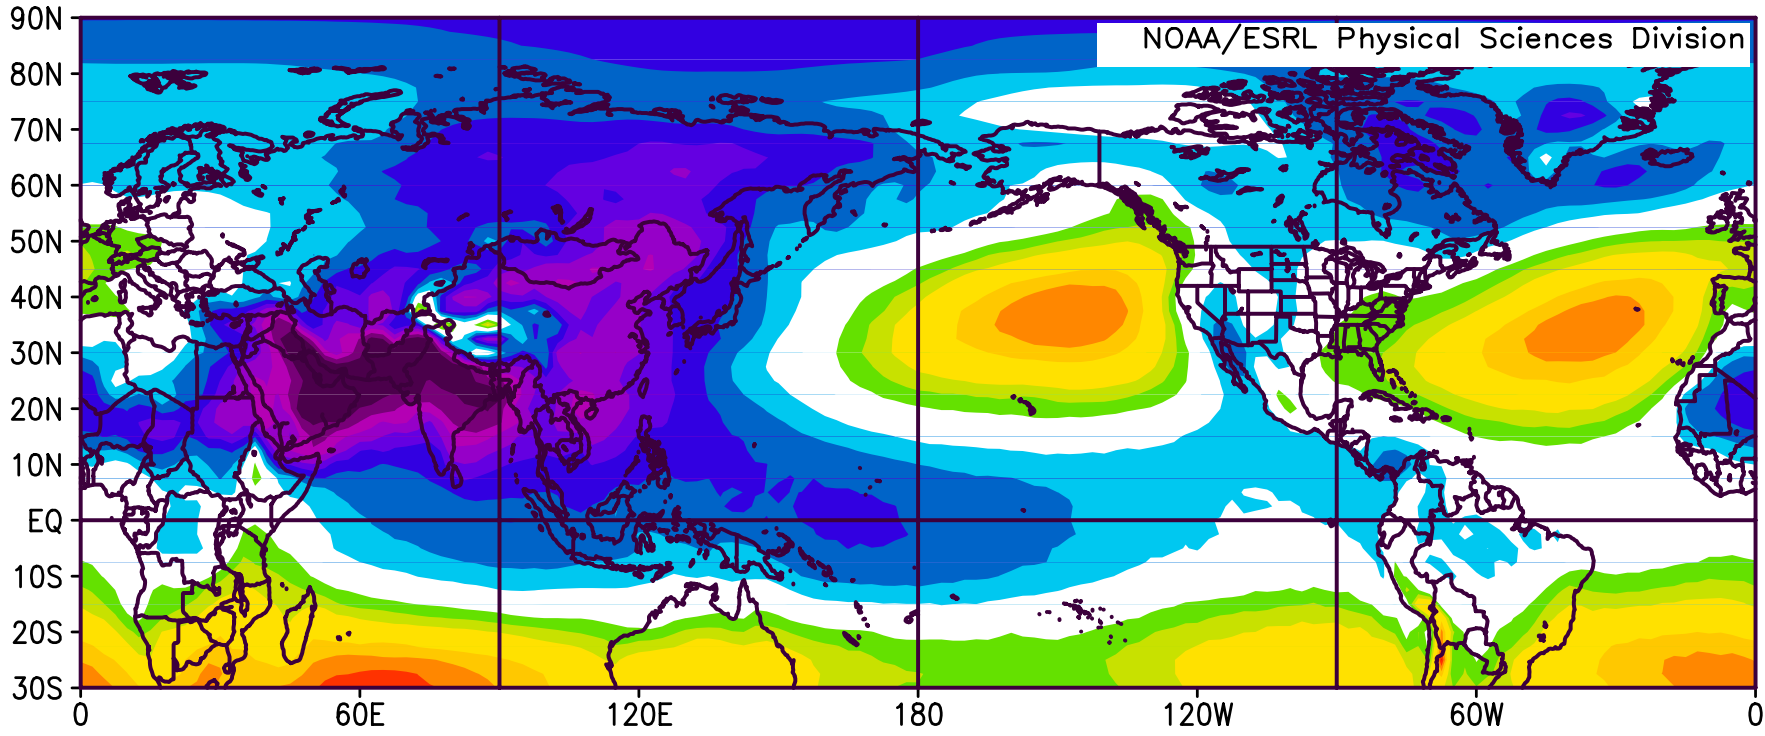 NOAA/ESRL Physical Sciences Division
90N
80N
70N
60N
50N
40N
30N
20N
10N
EQ
10S
20S
30S
0 60E 120E 180 120W 60W 0